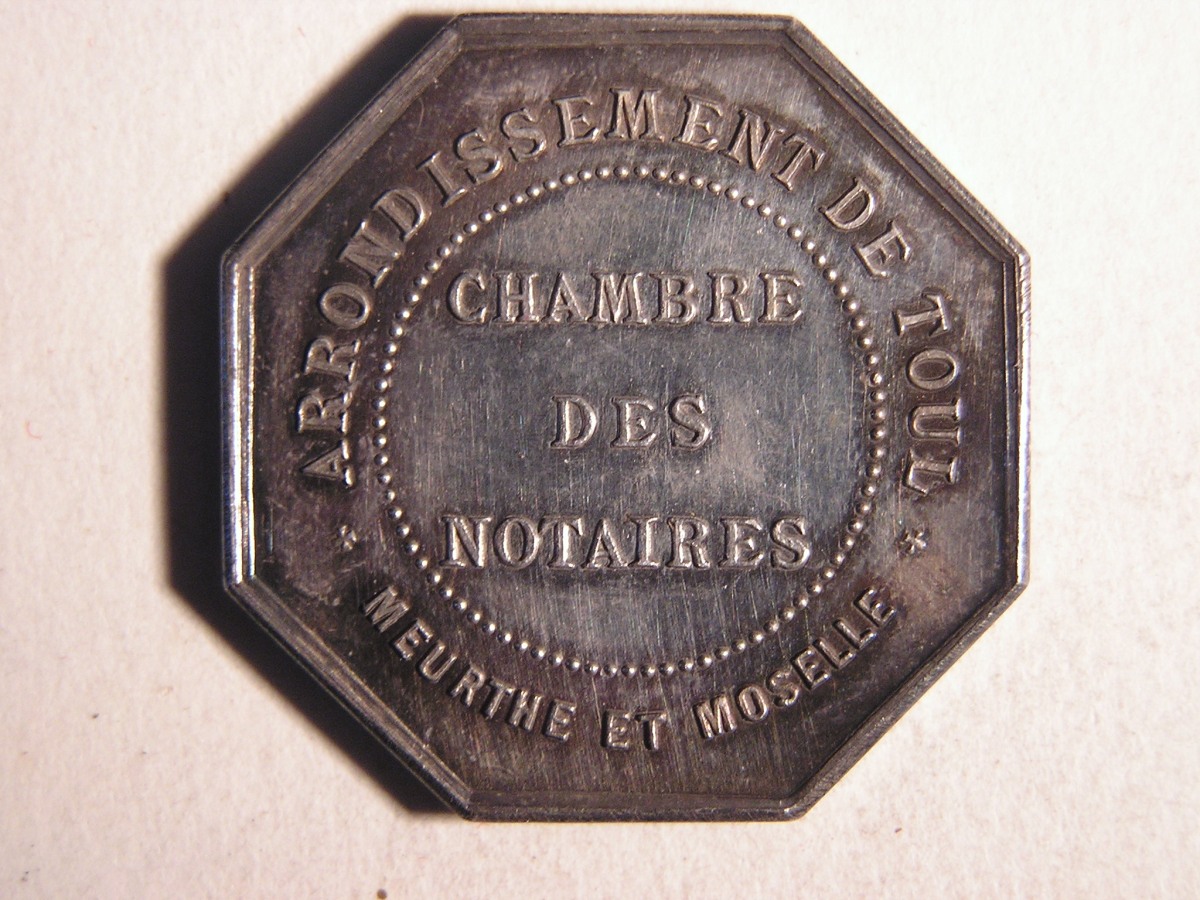 ARRONDISSEMENT DE TOUL
CHAMBRE
DES
NOTAIRES
* MEURTHE ET MOSELLE *